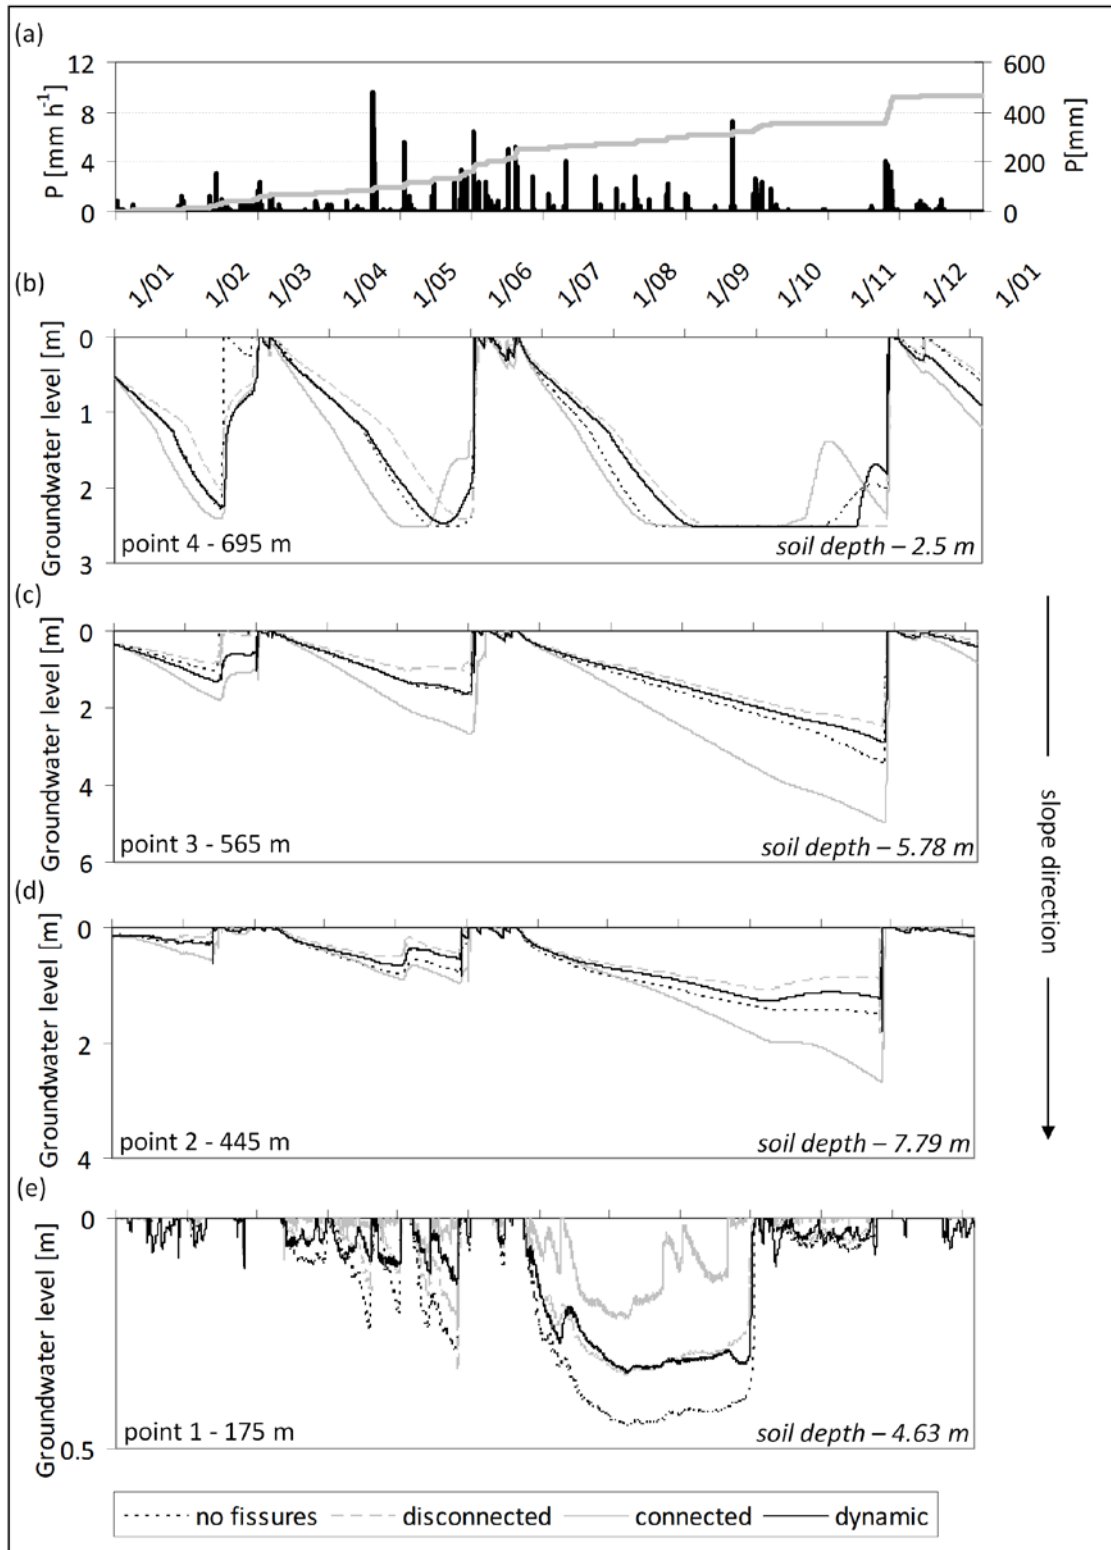 (a)
12
8
4
0
P [mm h⁻¹]
600
400
200
0
P[mm]
1/01
1/02
1/03
1/04
1/05
1/06
1/07
1/08
1/09
1/10
1/11
1/12
1/01
(b)
0
1
2
3
Groundwater level [m]
point 4 - 695 m
soil depth – 2.5 m
(c)
0
2
4
6
Groundwater level [m]
point 3 - 565 m
soil depth – 5.78 m
slope direction
(d)
0
2
4
Groundwater level [m]
point 2 - 445 m
soil depth – 7.79 m
(e)
0
0.5
Groundwater level [m]
point 1 - 175 m
soil depth – 4.63 m
no fissures disconnected connected dynamic